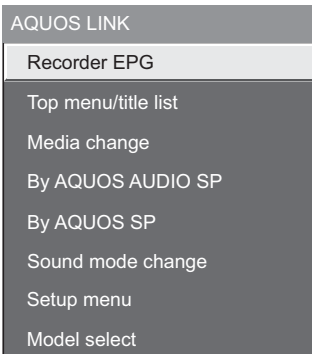 AQUOS LINK
Recorder EPG
Top menu/title list
Media change
By AQUOS AUDIO SP
By AQUOS SP
Sound mode change
Setup menu
Model select